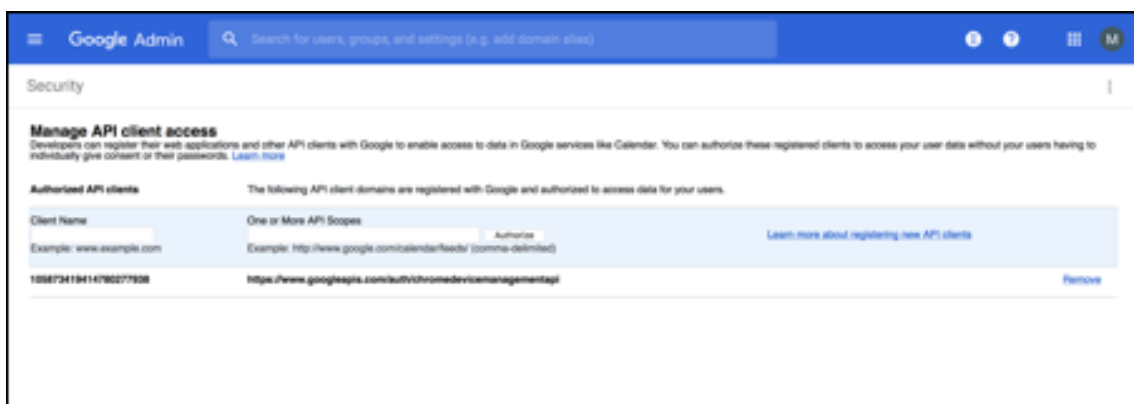 Google Admin
Search for users, groups, and settings (e.g. add domain alias)
M
Security
Manage API client access
Developers can register their web applications and other API clients with Google to enable access to data in Google services like Calendar. You can authorize these registered clients to access your user data without your users having to
individually give consent or their passwords. Learn more
Authorized API clients
The following API client domains are registered with Google and authorized to access data for your users.
Client Name
One or More API Scopes
Authorize
Learn more about registering new API clients
Example: www.example.com
Example: http://www.google.com/calendar/feeds/ (comma-delimited)
https://www.googleapis.com/auth/chromedevicemanagementapi
Remove